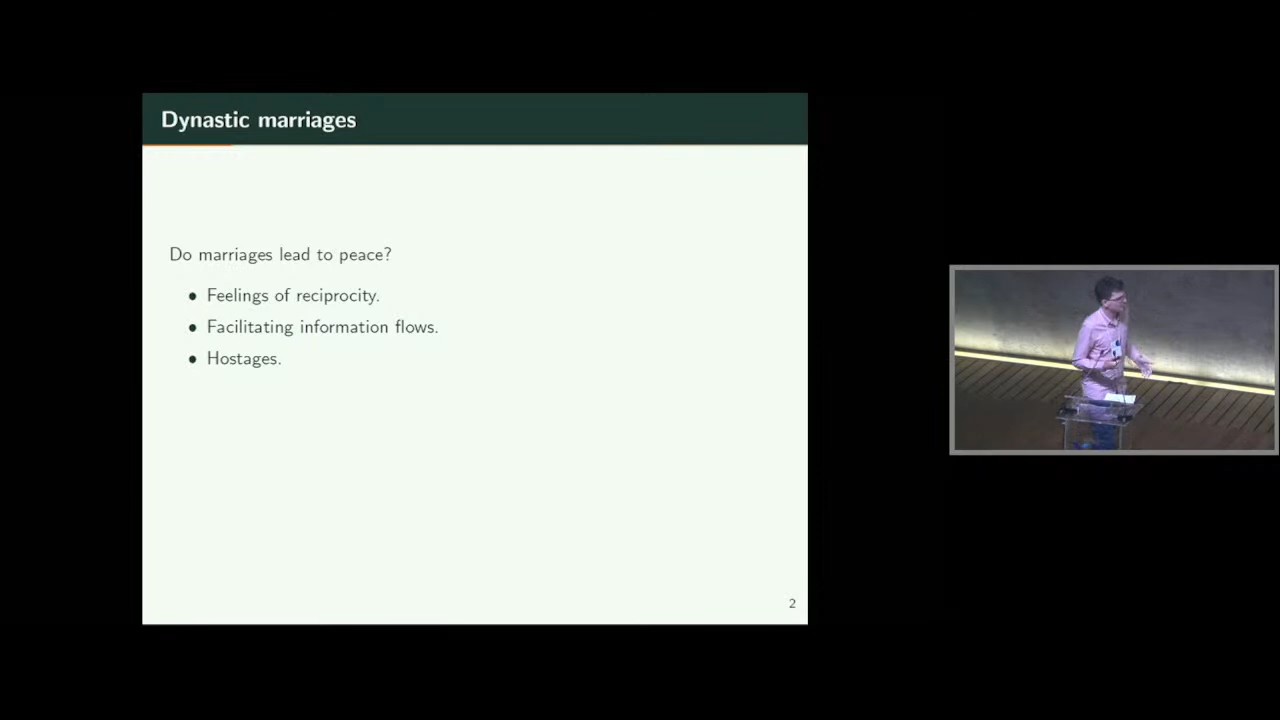 Dynastic marriages
Do marriages lead to peace?
• Feelings of reciprocity.
• Facilitating information flows.
• Hostages.
2